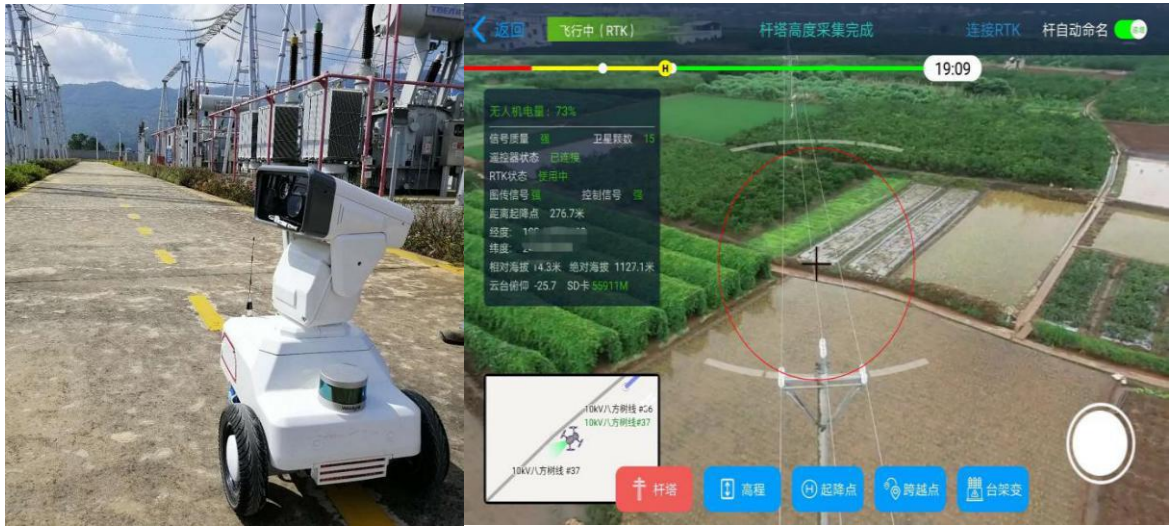 返回
飞行中（RTK）
杆塔高度采集完成
连接RTK
杆自动命名
H
19:09
无人机电量：73%
信号质量 强 卫星颗数 15
遥控器状态 已连接
RTK状态 使用中
图传信号 强 控制信号 强
距离起降点 276.7米
经度:
纬度:
相对海拔 14.3米 绝对海拔 1127.1米
云台俯仰 -25.7 SD卡 55911M
10kV八方树线 #36
10kV八方树线#37
10kV八方树线 #37
杆塔
高程
H 起降点
跨越点
台架变